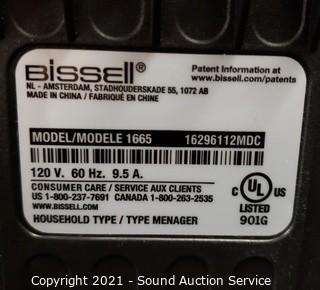 BISSELL®
Patent Information at
www.bissell.com/patents
NL - AMSTERDAM, STADHOUDERSKADE 55, 1072 AB
MADE IN CHINA / FABRIQUÉ EN CHINE
MODEL/MODELE 1665 16296112MDC
120 V. 60 Hz. 9.5 A.
CONSUMER CARE / SERVICE AUX CLIENTS
US 1-800-237-7691 CANADA 1-800-263-2535
WWW.BISSELL.COM
HOUSEHOLD TYPE / TYPE MENAGER
C UL ® US
LISTED
901G
Copyright 2021 - Sound Auction Service